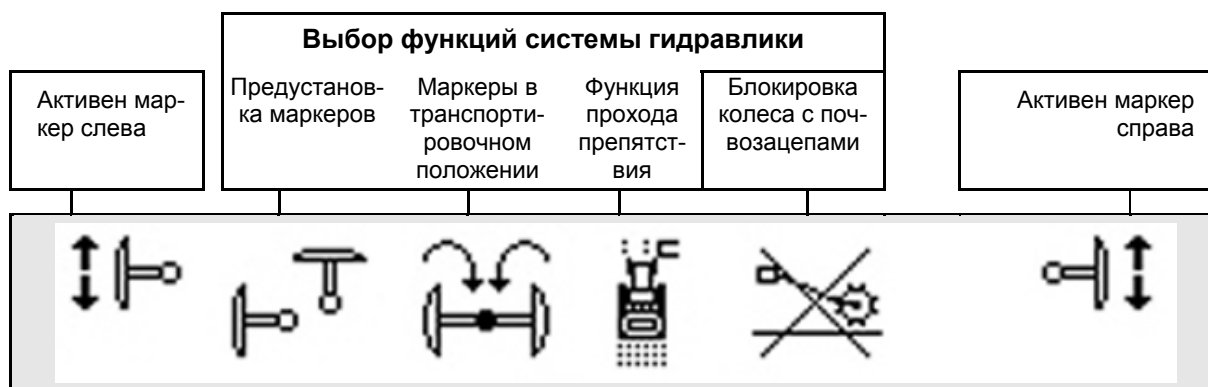 Выбор функций системы гидравлики
Активен мар-
кер слева
Предустанов-
ка маркеров
Маркеры в
транспорти-
ровочном
положении
Функция
прохода
препятст-
вия
Блокировка
колеса с поч-
возацепами
Активен маркер
справа